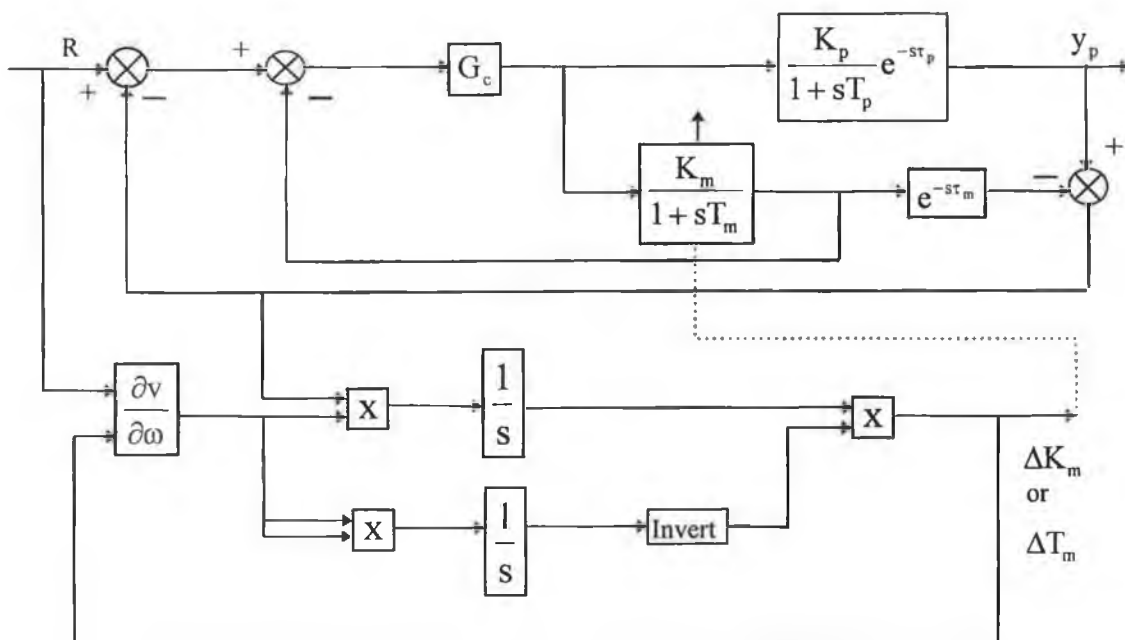 R
+
−
+
−
G_c
K_p
1 + sT_p
e^{-sτ_p}
y_p
+
K_m
1 + sT_m
e^{-sτ_m}
−
∂v
∂ω
X
1
s
X
X
1
s
Invert
ΔK_m
or
ΔT_m